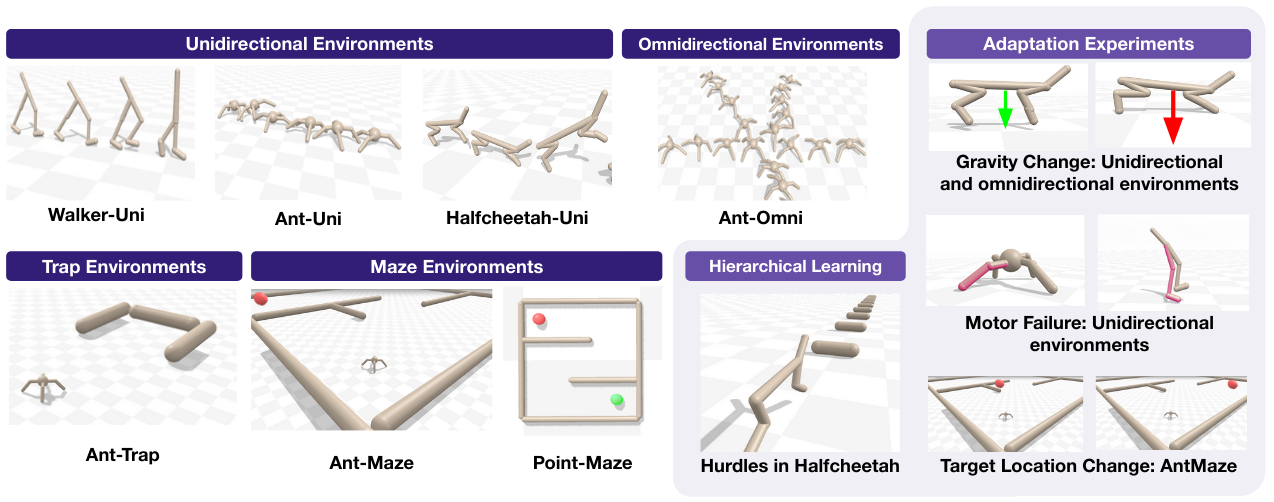 Unidirectional Environments
Omnidirectional Environments
Adaptation Experiments
Walker-Uni
Ant-Uni
Halfcheetah-Uni
Ant-Omni
Gravity Change: Unidirectional
and omnidirectional environments
Trap Environments
Maze Environments
Hierarchical Learning
Motor Failure: Unidirectional
environments
Ant-Trap
Ant-Maze
Point-Maze
Hurdles in Halfcheetah
Target Location Change: AntMaze